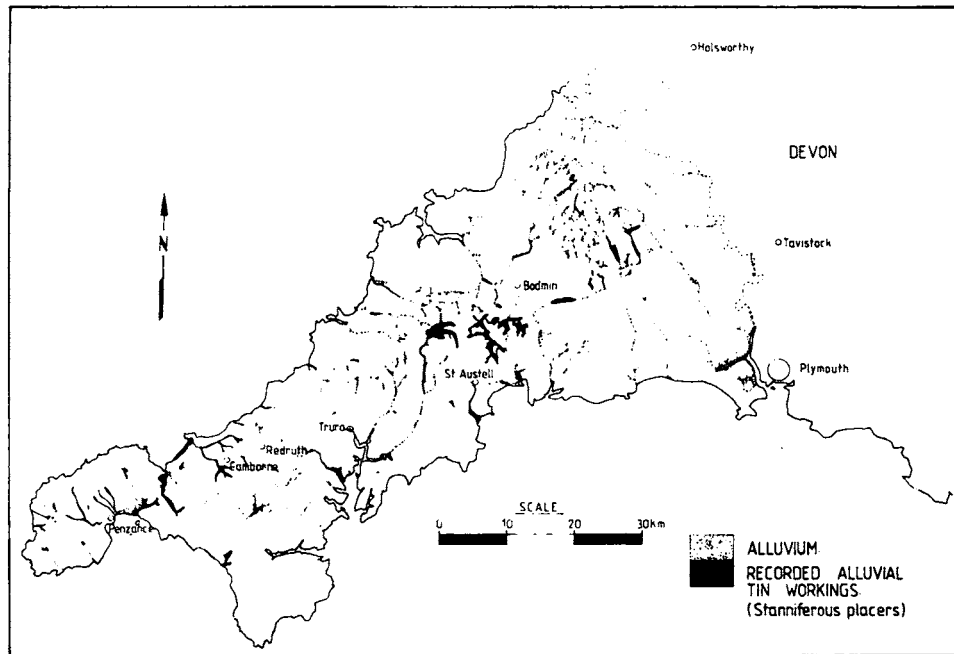 Holsworthy
DEVON
N
Tavistock
Bodmin
St Austell
Plymouth
Truro
Redruth
Camborne
Penzance
SCALE
0 10 20 30km
ALLUVIUM
RECORDED ALLUVIAL
TIN WORKINGS
(Stanniferous placers)